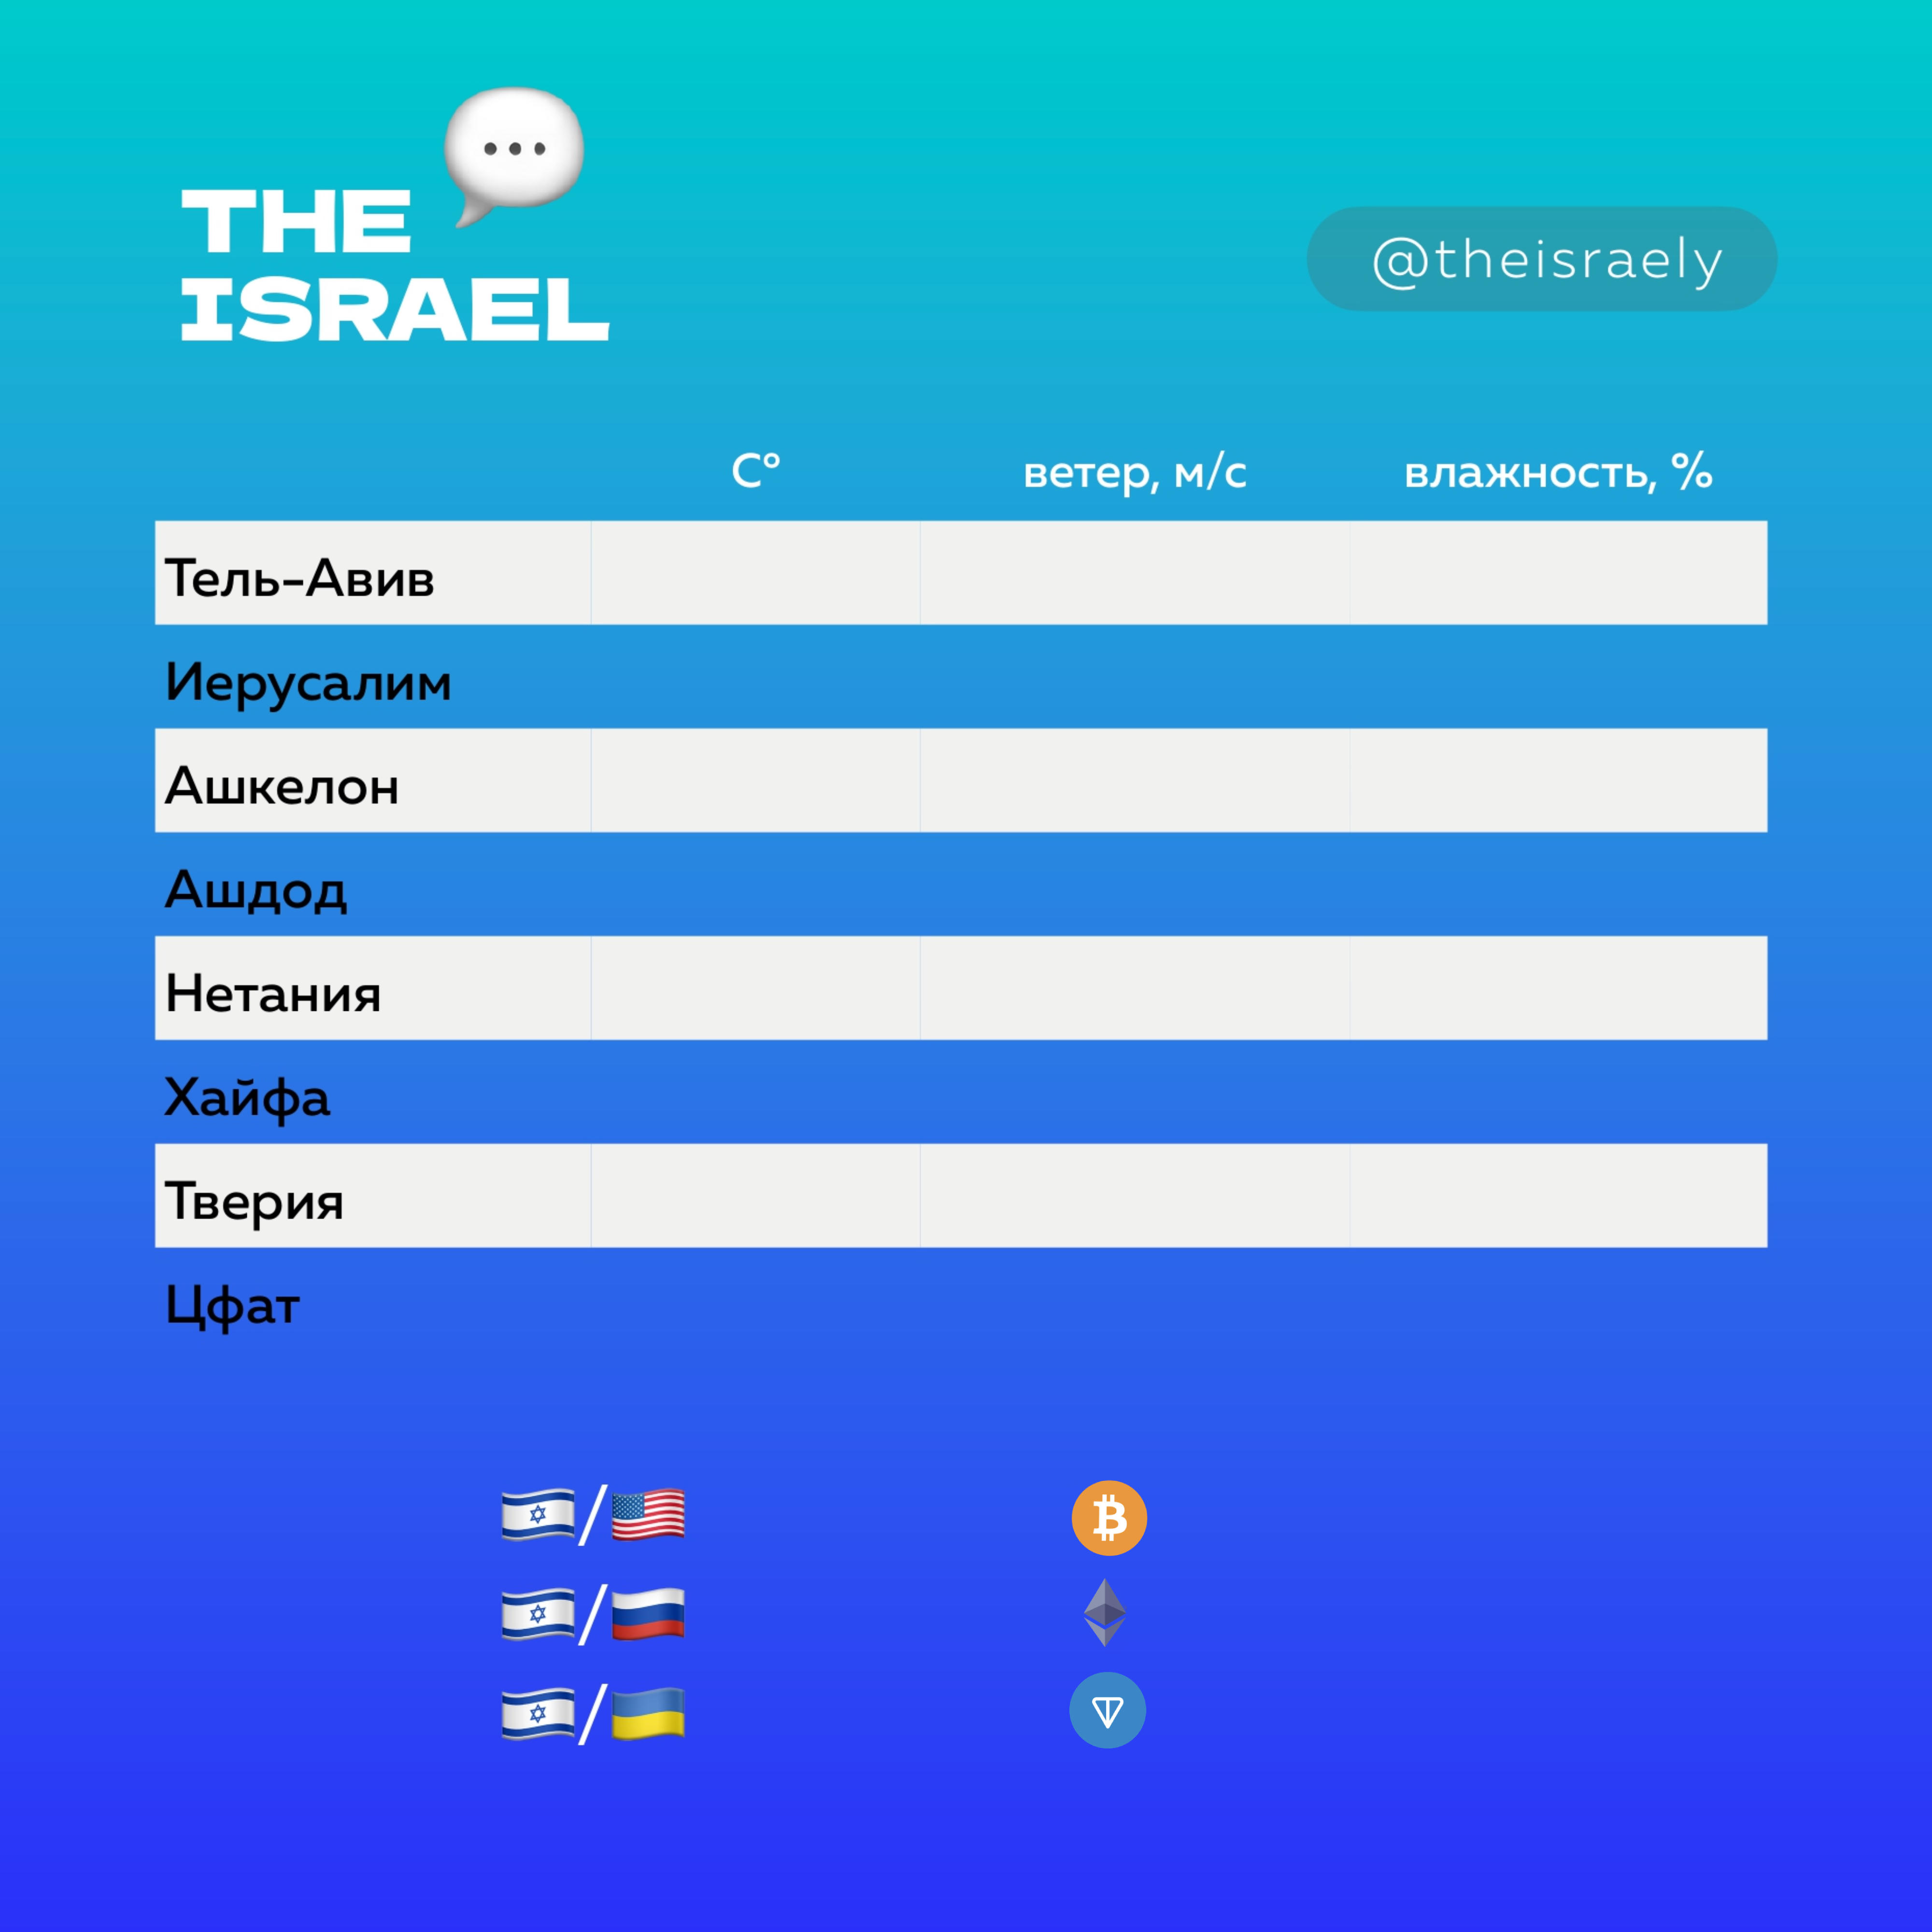 THE
ISRAEL
@theisraely
C° ветер, м/с влажность, %
Тель-Авив
Иерусалим
Ашкелон
Ашдод
Нетания
Хайфа
Тверия
Цфат
/
/
/